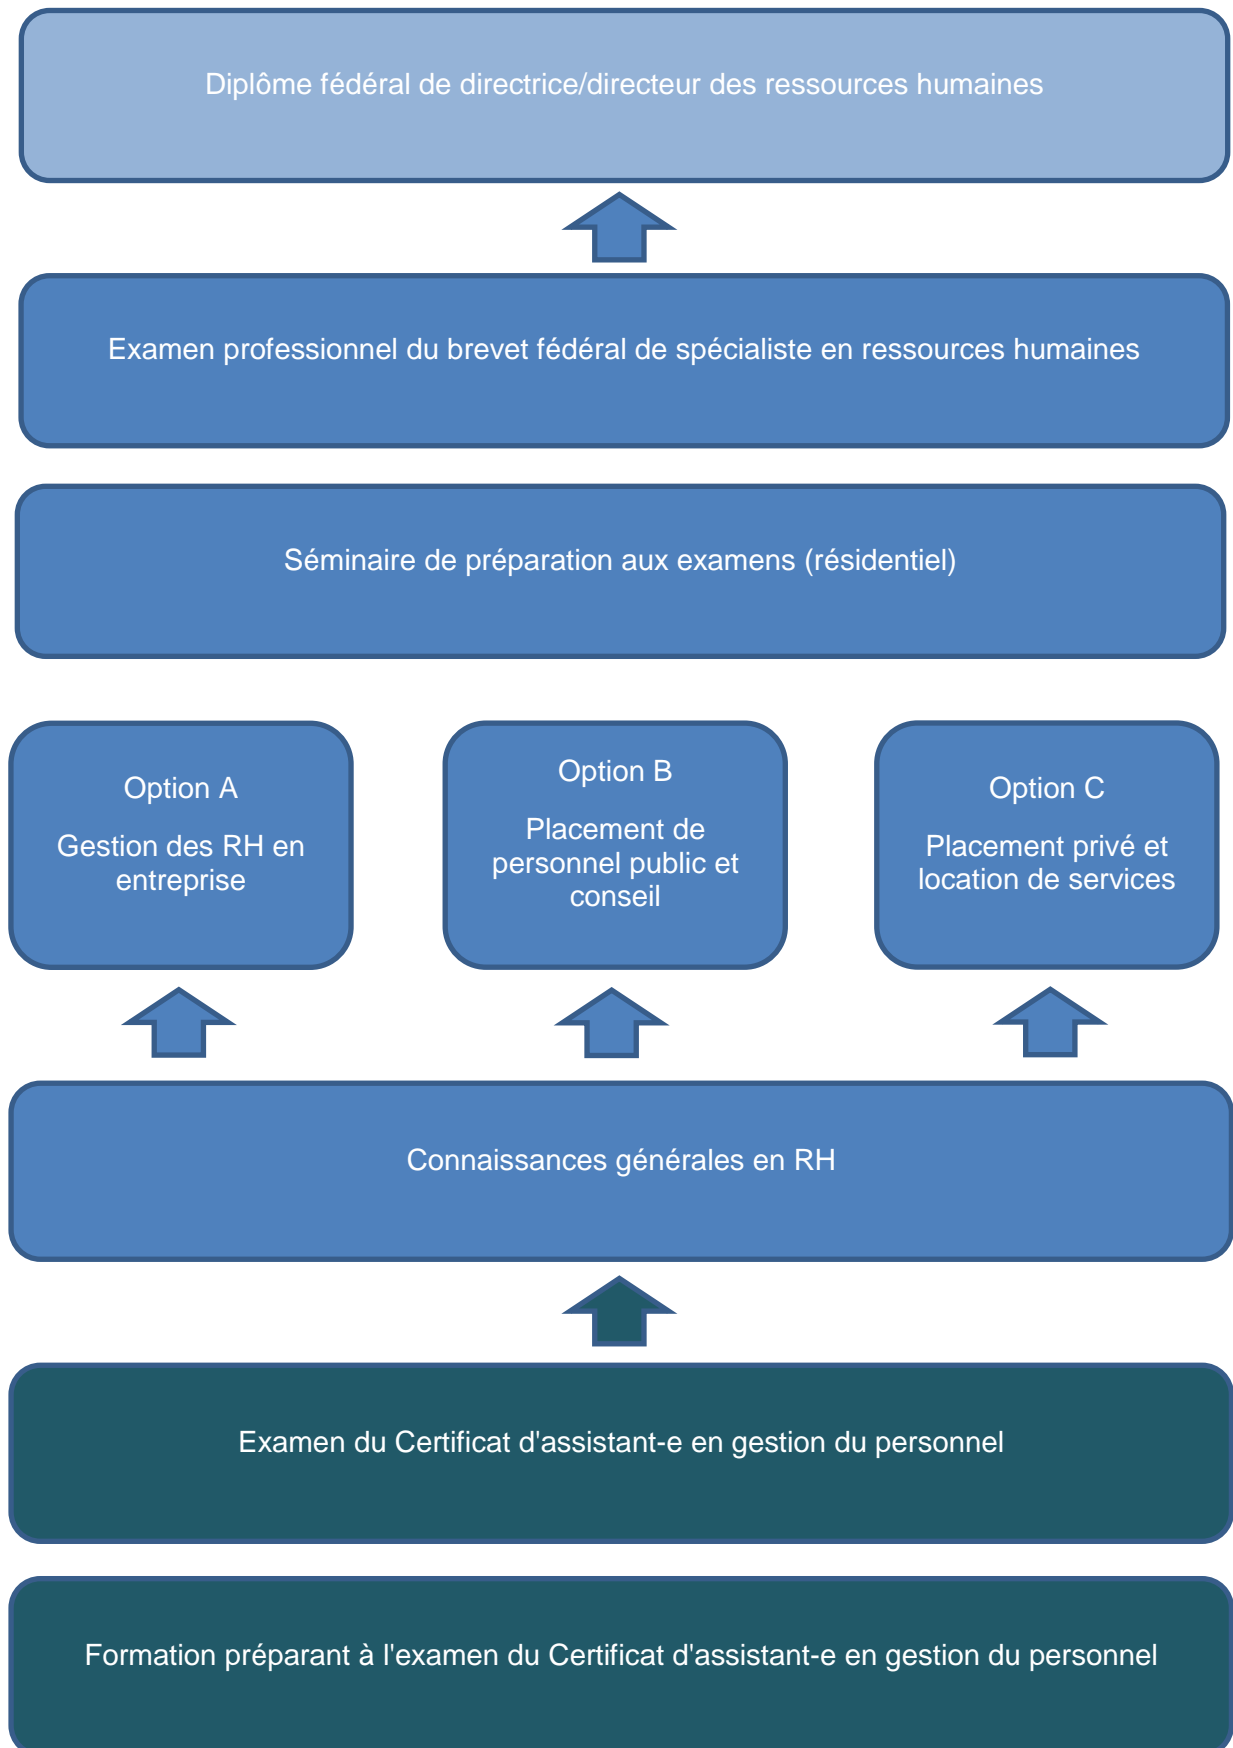 Diplôme fédéral de directrice/directeur des ressources humaines
Examen professionnel du brevet fédéral de spécialiste en ressources humaines
Séminaire de préparation aux examens (résidentiel)
Option A
Gestion des RH en
entreprise
Option B
Placement de
personnel public et
conseil
Option C
Placement privé et
location de services
Connaissances générales en RH
Examen du Certificat d'assistant-e en gestion du personnel
Formation préparant à l'examen du Certificat d'assistant-e en gestion du personnel